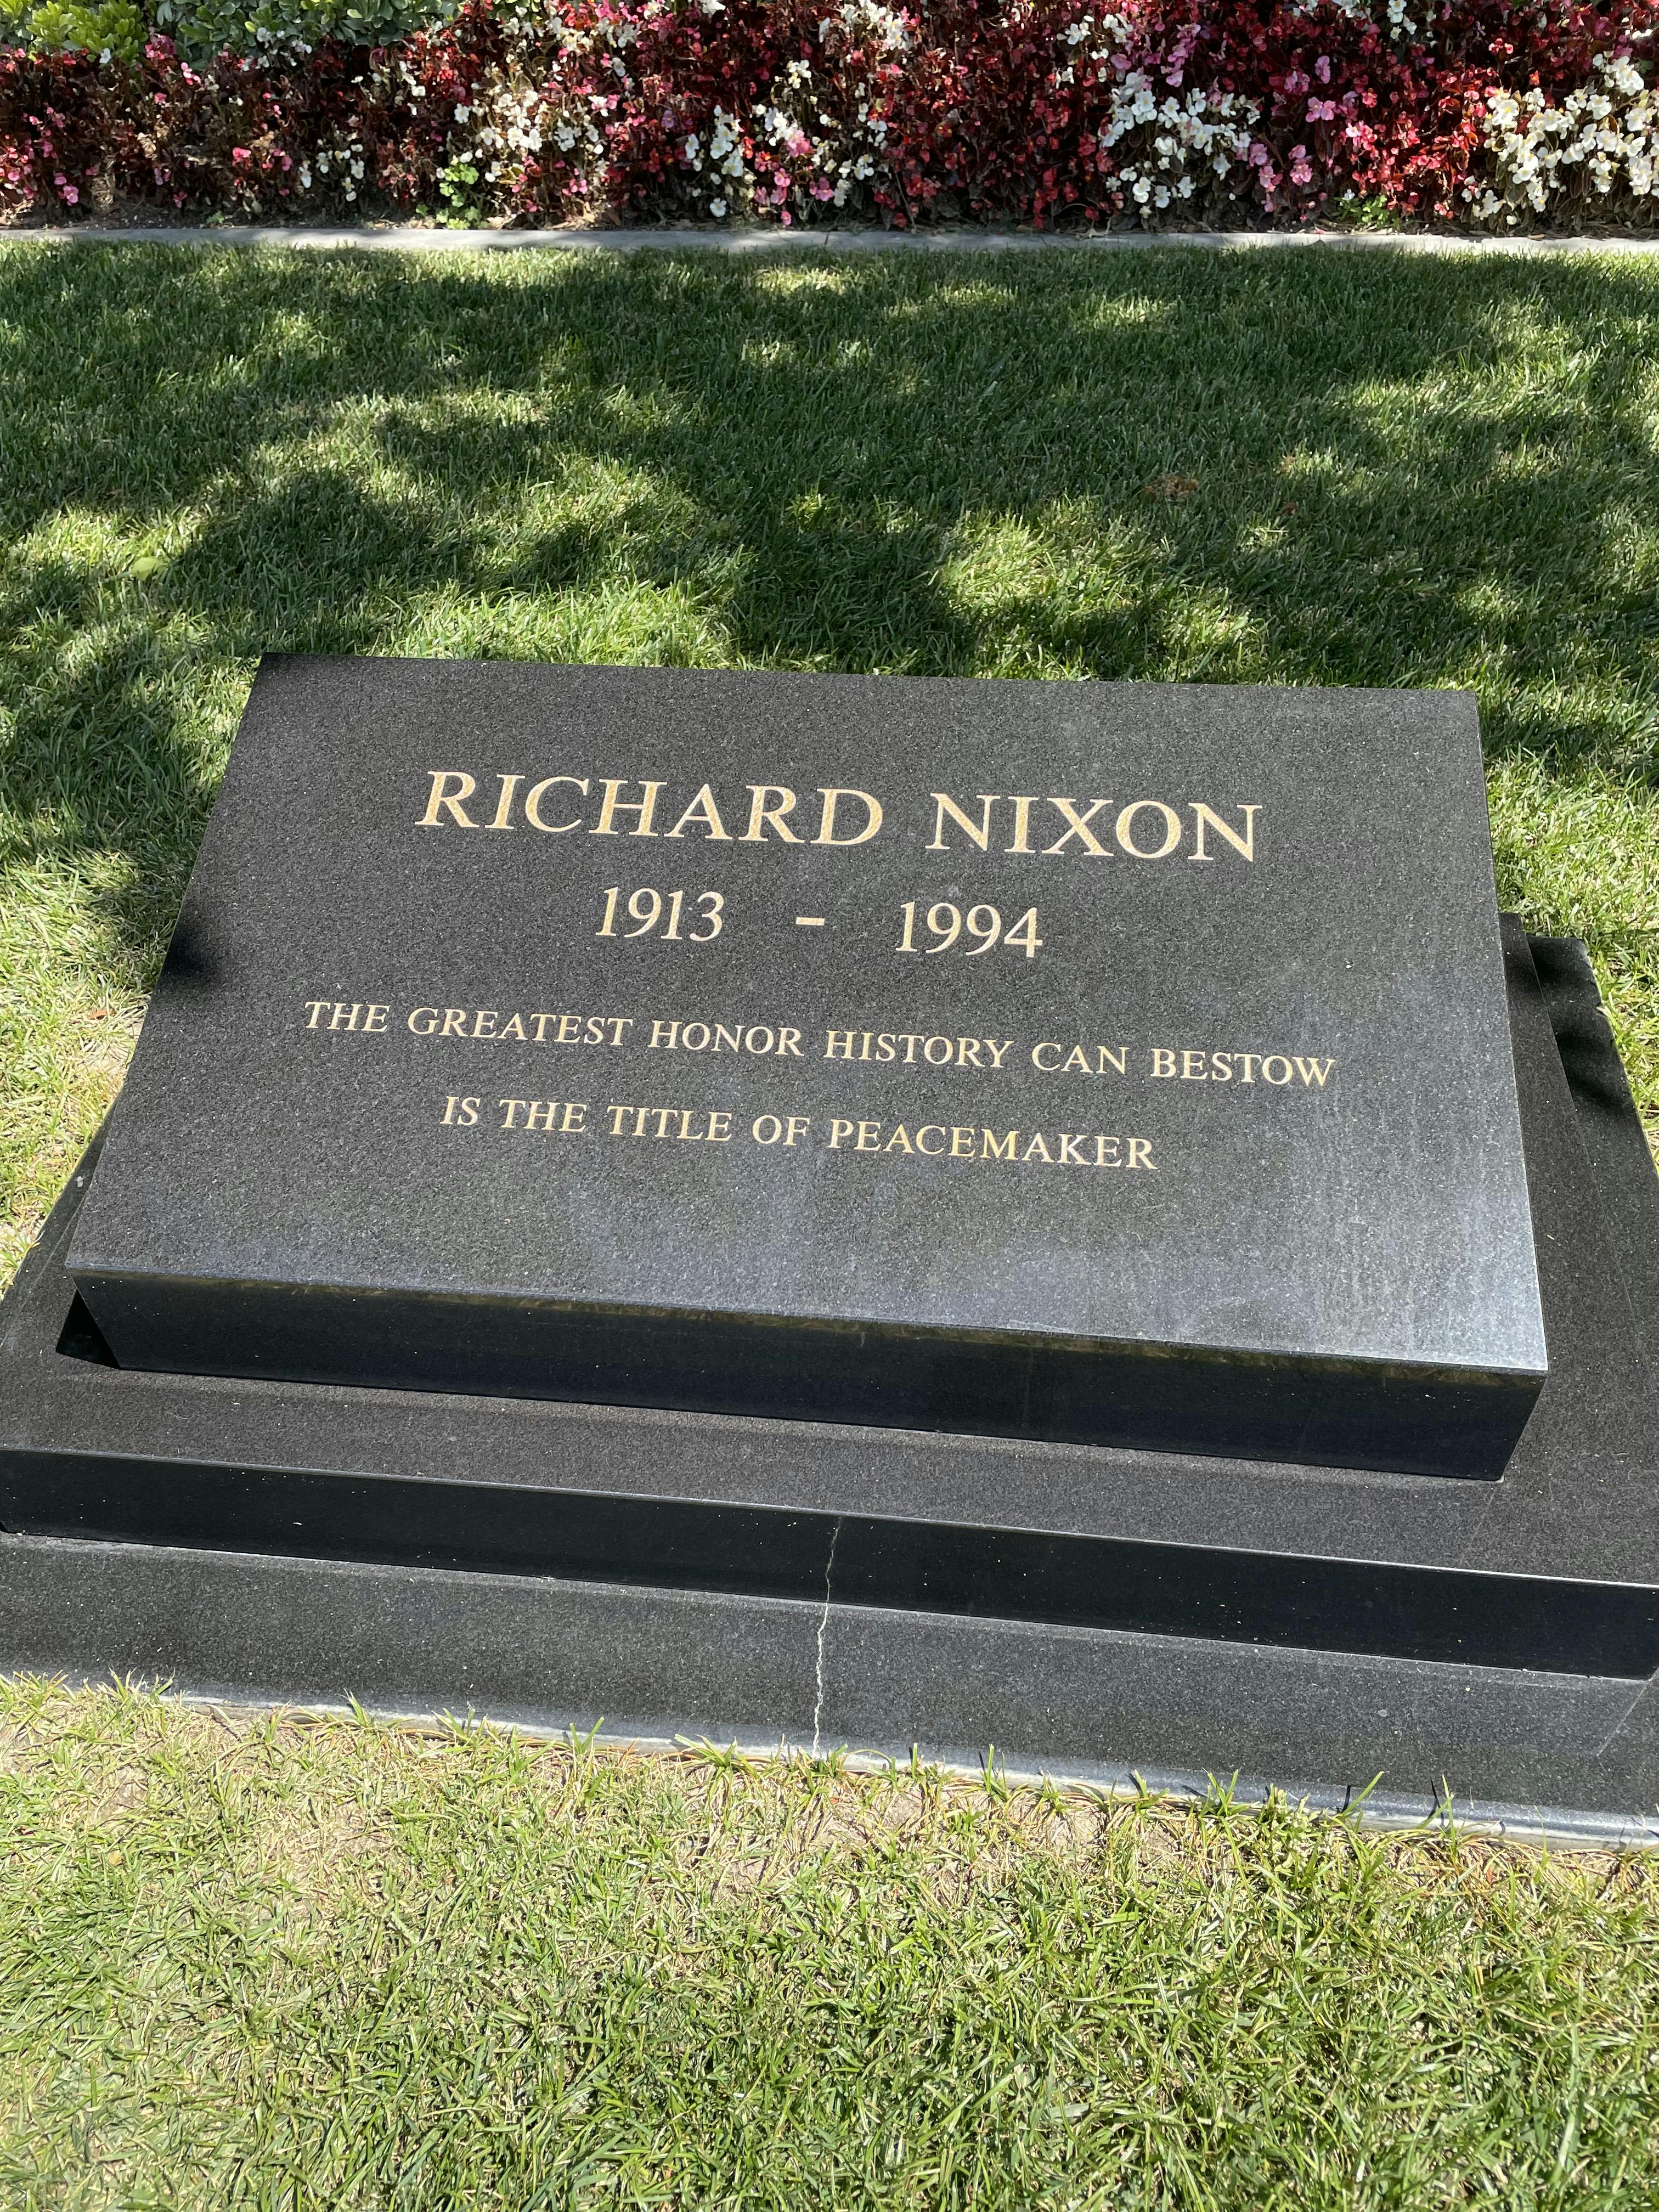 RICHARD NIXON
1913 - 1994
THE GREATEST HONOR HISTORY CAN BESTOW
IS THE TITLE OF PEACEMAKER